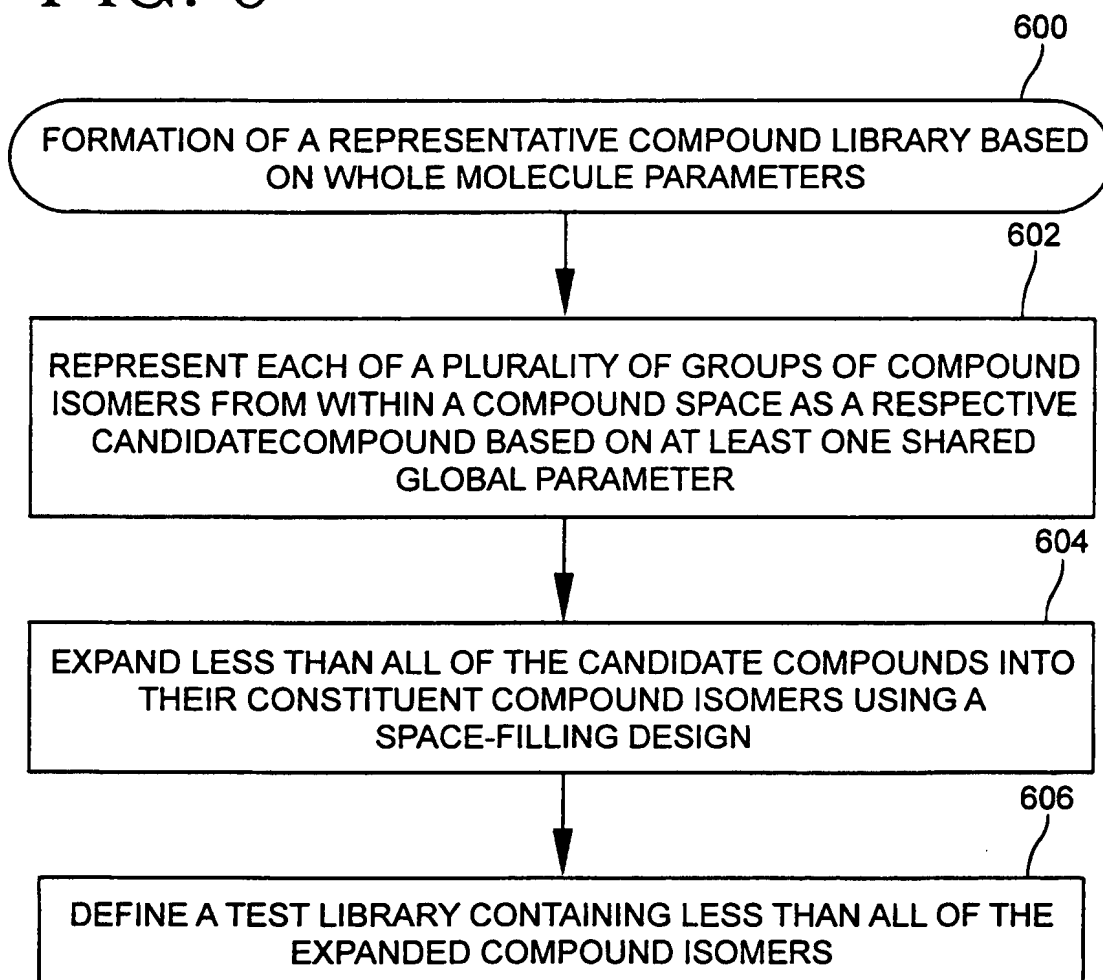 FIG. 6
600
FORMATION OF A REPRESENTATIVE COMPOUND LIBRARY BASED
ON WHOLE MOLECULE PARAMETERS
602
REPRESENT EACH OF A PLURALITY OF GROUPS OF COMPOUND
ISOMERS FROM WITHIN A COMPOUND SPACE AS A RESPECTIVE
CANDIDATECOMPOUND BASED ON AT LEAST ONE SHARED
GLOBAL PARAMETER
604
EXPAND LESS THAN ALL OF THE CANDIDATE COMPOUNDS INTO
THEIR CONSTITUENT COMPOUND ISOMERS USING A
SPACE-FILLING DESIGN
606
DEFINE A TEST LIBRARY CONTAINING LESS THAN ALL OF THE
EXPANDED COMPOUND ISOMERS